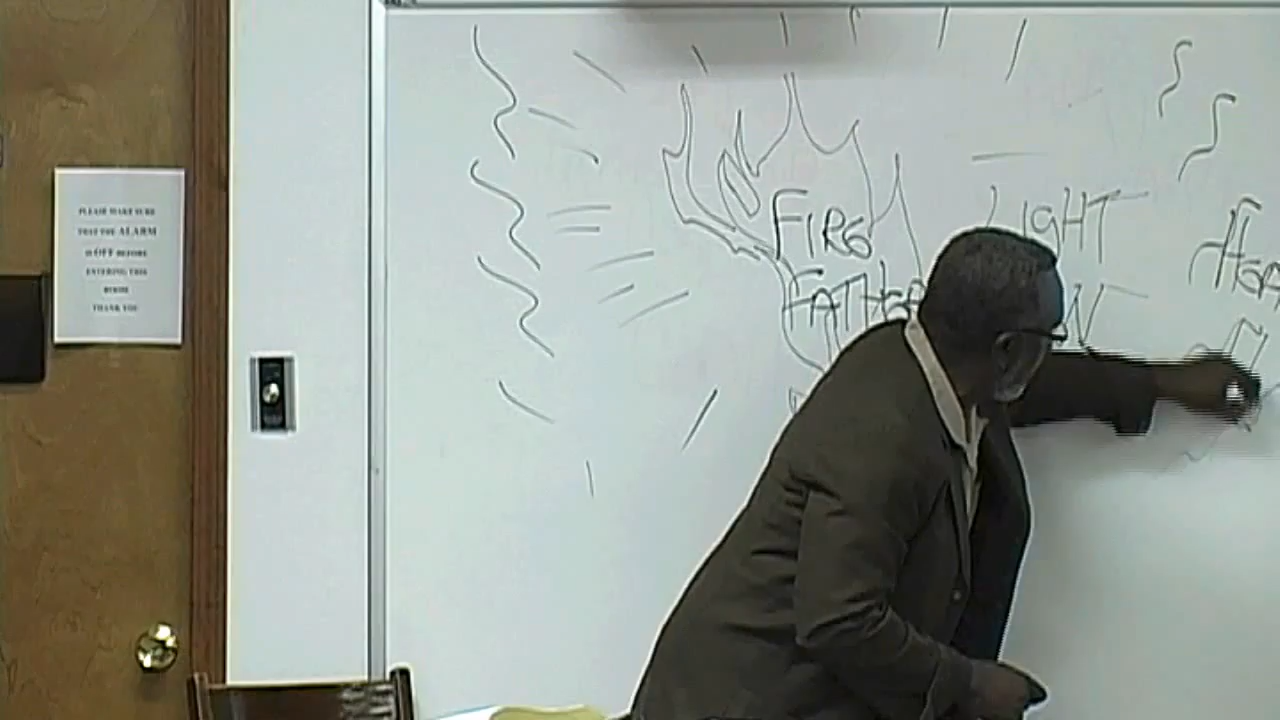 PLEASE MAKE SURE
THAT THE ALARM
IS OFF BEFORE
ENTERING THIS
ROOM
THANK YOU
FIRE LIGHT
FATHER